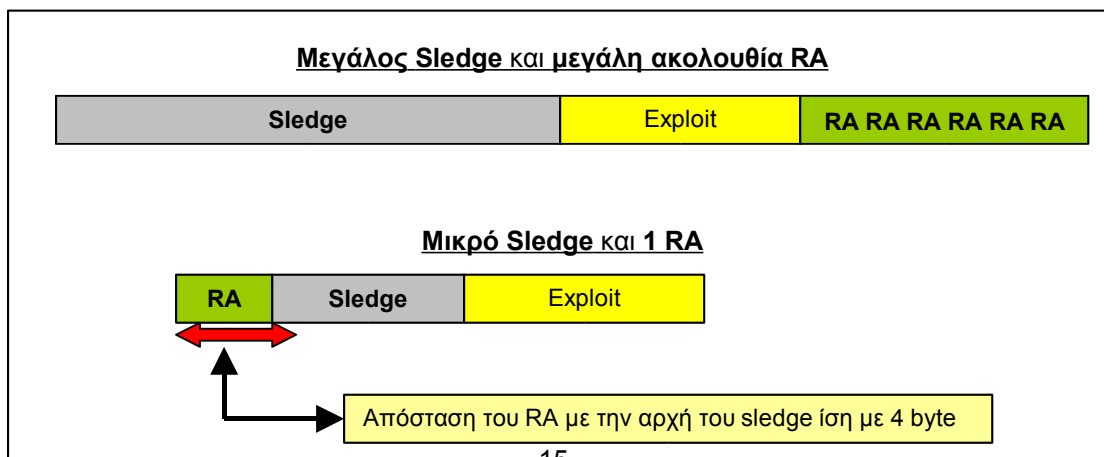 Μεγάλος Sledge και μεγάλη ακολουθία RA
Sledge Exploit RA RA RA RA RA RA
Μικρό Sledge και 1 RA
RA Sledge Exploit
Απόσταση του RA με την αρχή του sledge ίση με 4 byte
15